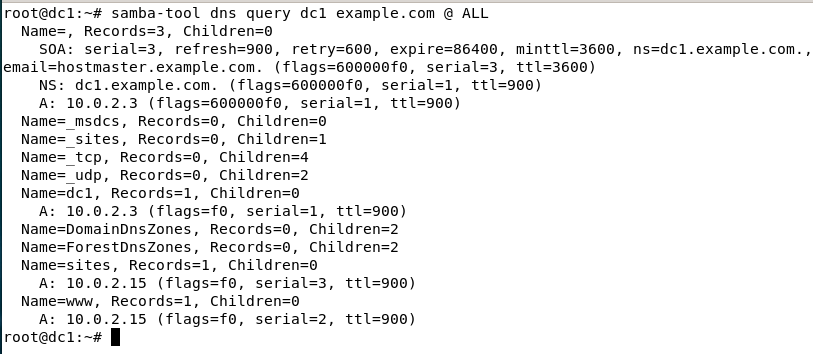 root@dc1:~# samba-tool dns query dc1 example.com @ ALL
  Name=, Records=3, Children=0
    SOA: serial=3, refresh=900, retry=600, expire=86400, minttl=3600, ns=dc1.example.com.,
email=hostmaster.example.com. (flags=600000f0, serial=3, ttl=3600)
    NS: dc1.example.com. (flags=600000f0, serial=1, ttl=900)
    A: 10.0.2.3 (flags=600000f0, serial=1, ttl=900)
  Name=_msdcs, Records=0, Children=0
  Name=_sites, Records=0, Children=1
  Name=_tcp, Records=0, Children=4
  Name=_udp, Records=0, Children=2
  Name=dc1, Records=1, Children=0
    A: 10.0.2.3 (flags=f0, serial=1, ttl=900)
  Name=DomainDnsZones, Records=0, Children=2
  Name=ForestDnsZones, Records=0, Children=2
  Name=sites, Records=1, Children=0
    A: 10.0.2.15 (flags=f0, serial=3, ttl=900)
  Name=www, Records=1, Children=0
    A: 10.0.2.15 (flags=f0, serial=2, ttl=900)
root@dc1:~#